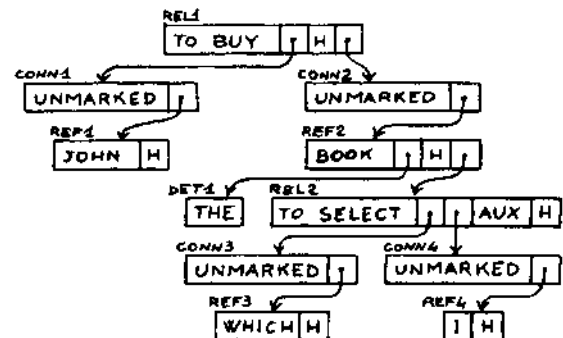 REL1
TO BUY H
CONN1 CONN2
UNMARKED UNMARKED
REF1 REF2
JOHN H BOOK H
DET1 REL2
THE TO SELECT AUX H
CONN3 CONN4
UNMARKED UNMARKED
REF3 REF4
WHICH H I H